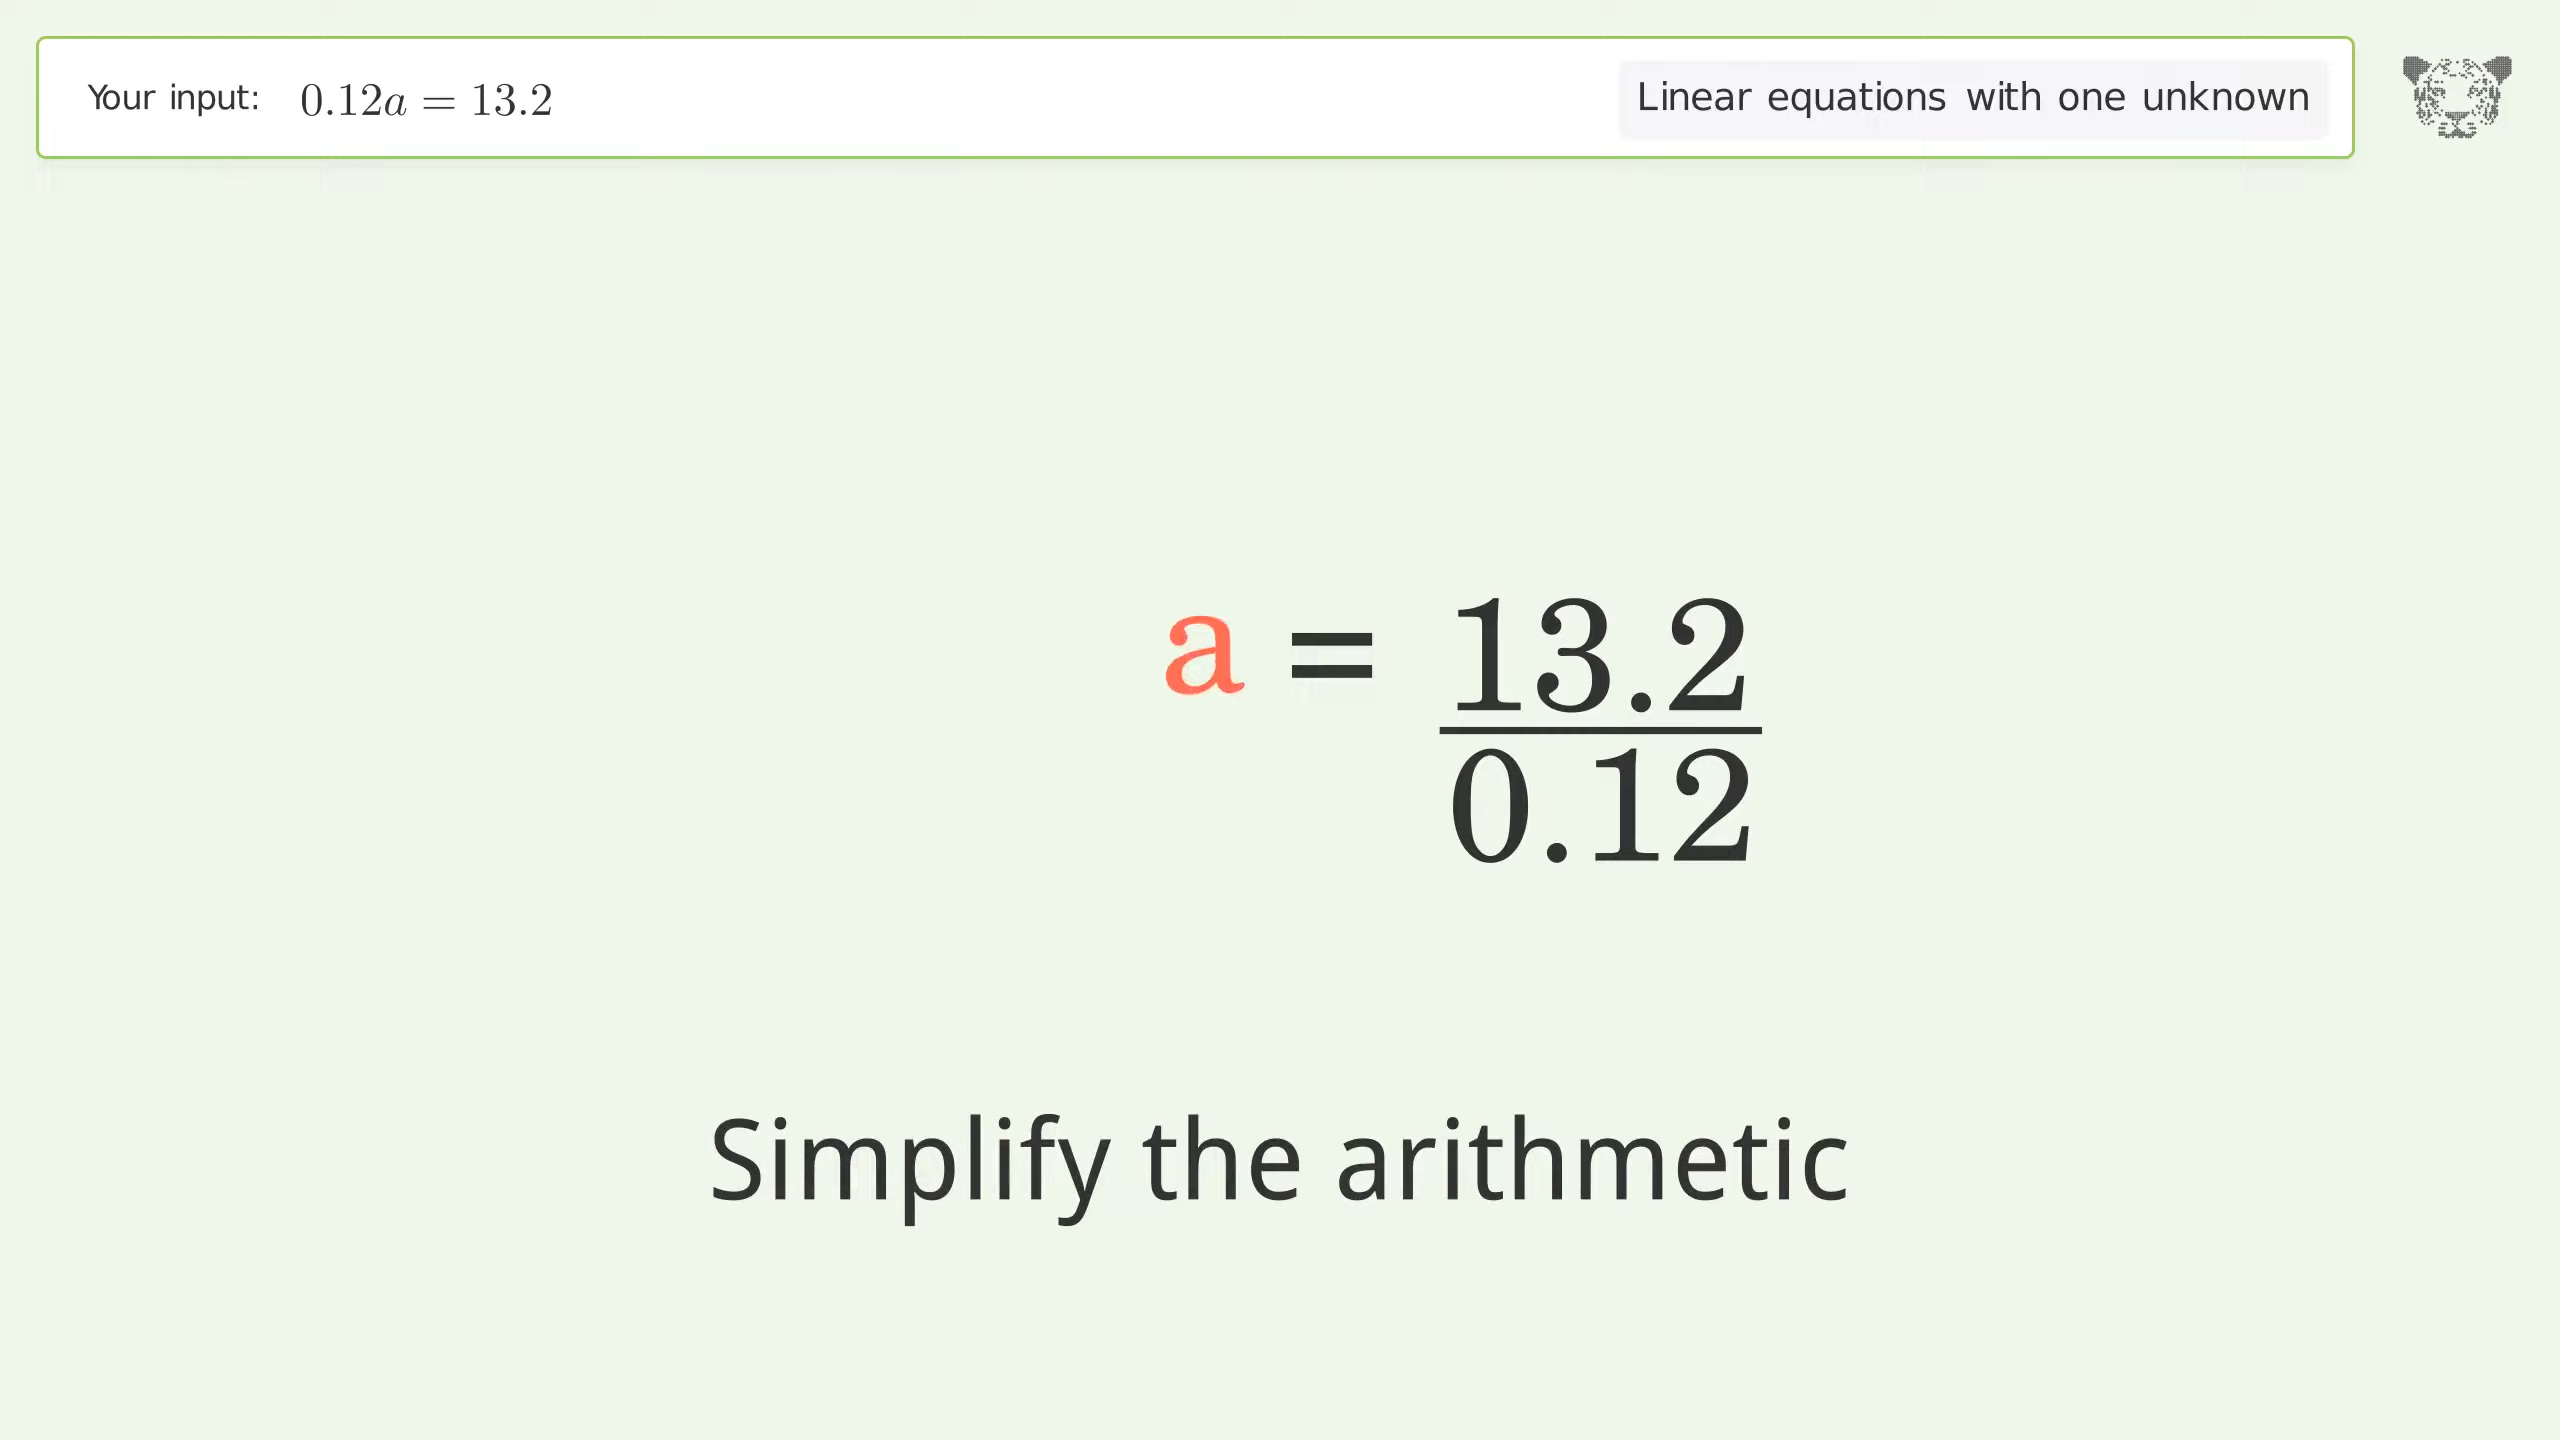 Your input: 0.12a = 13.2
Linear equations with one unknown
a = 13.2
0.12
Simplify the arithmetic